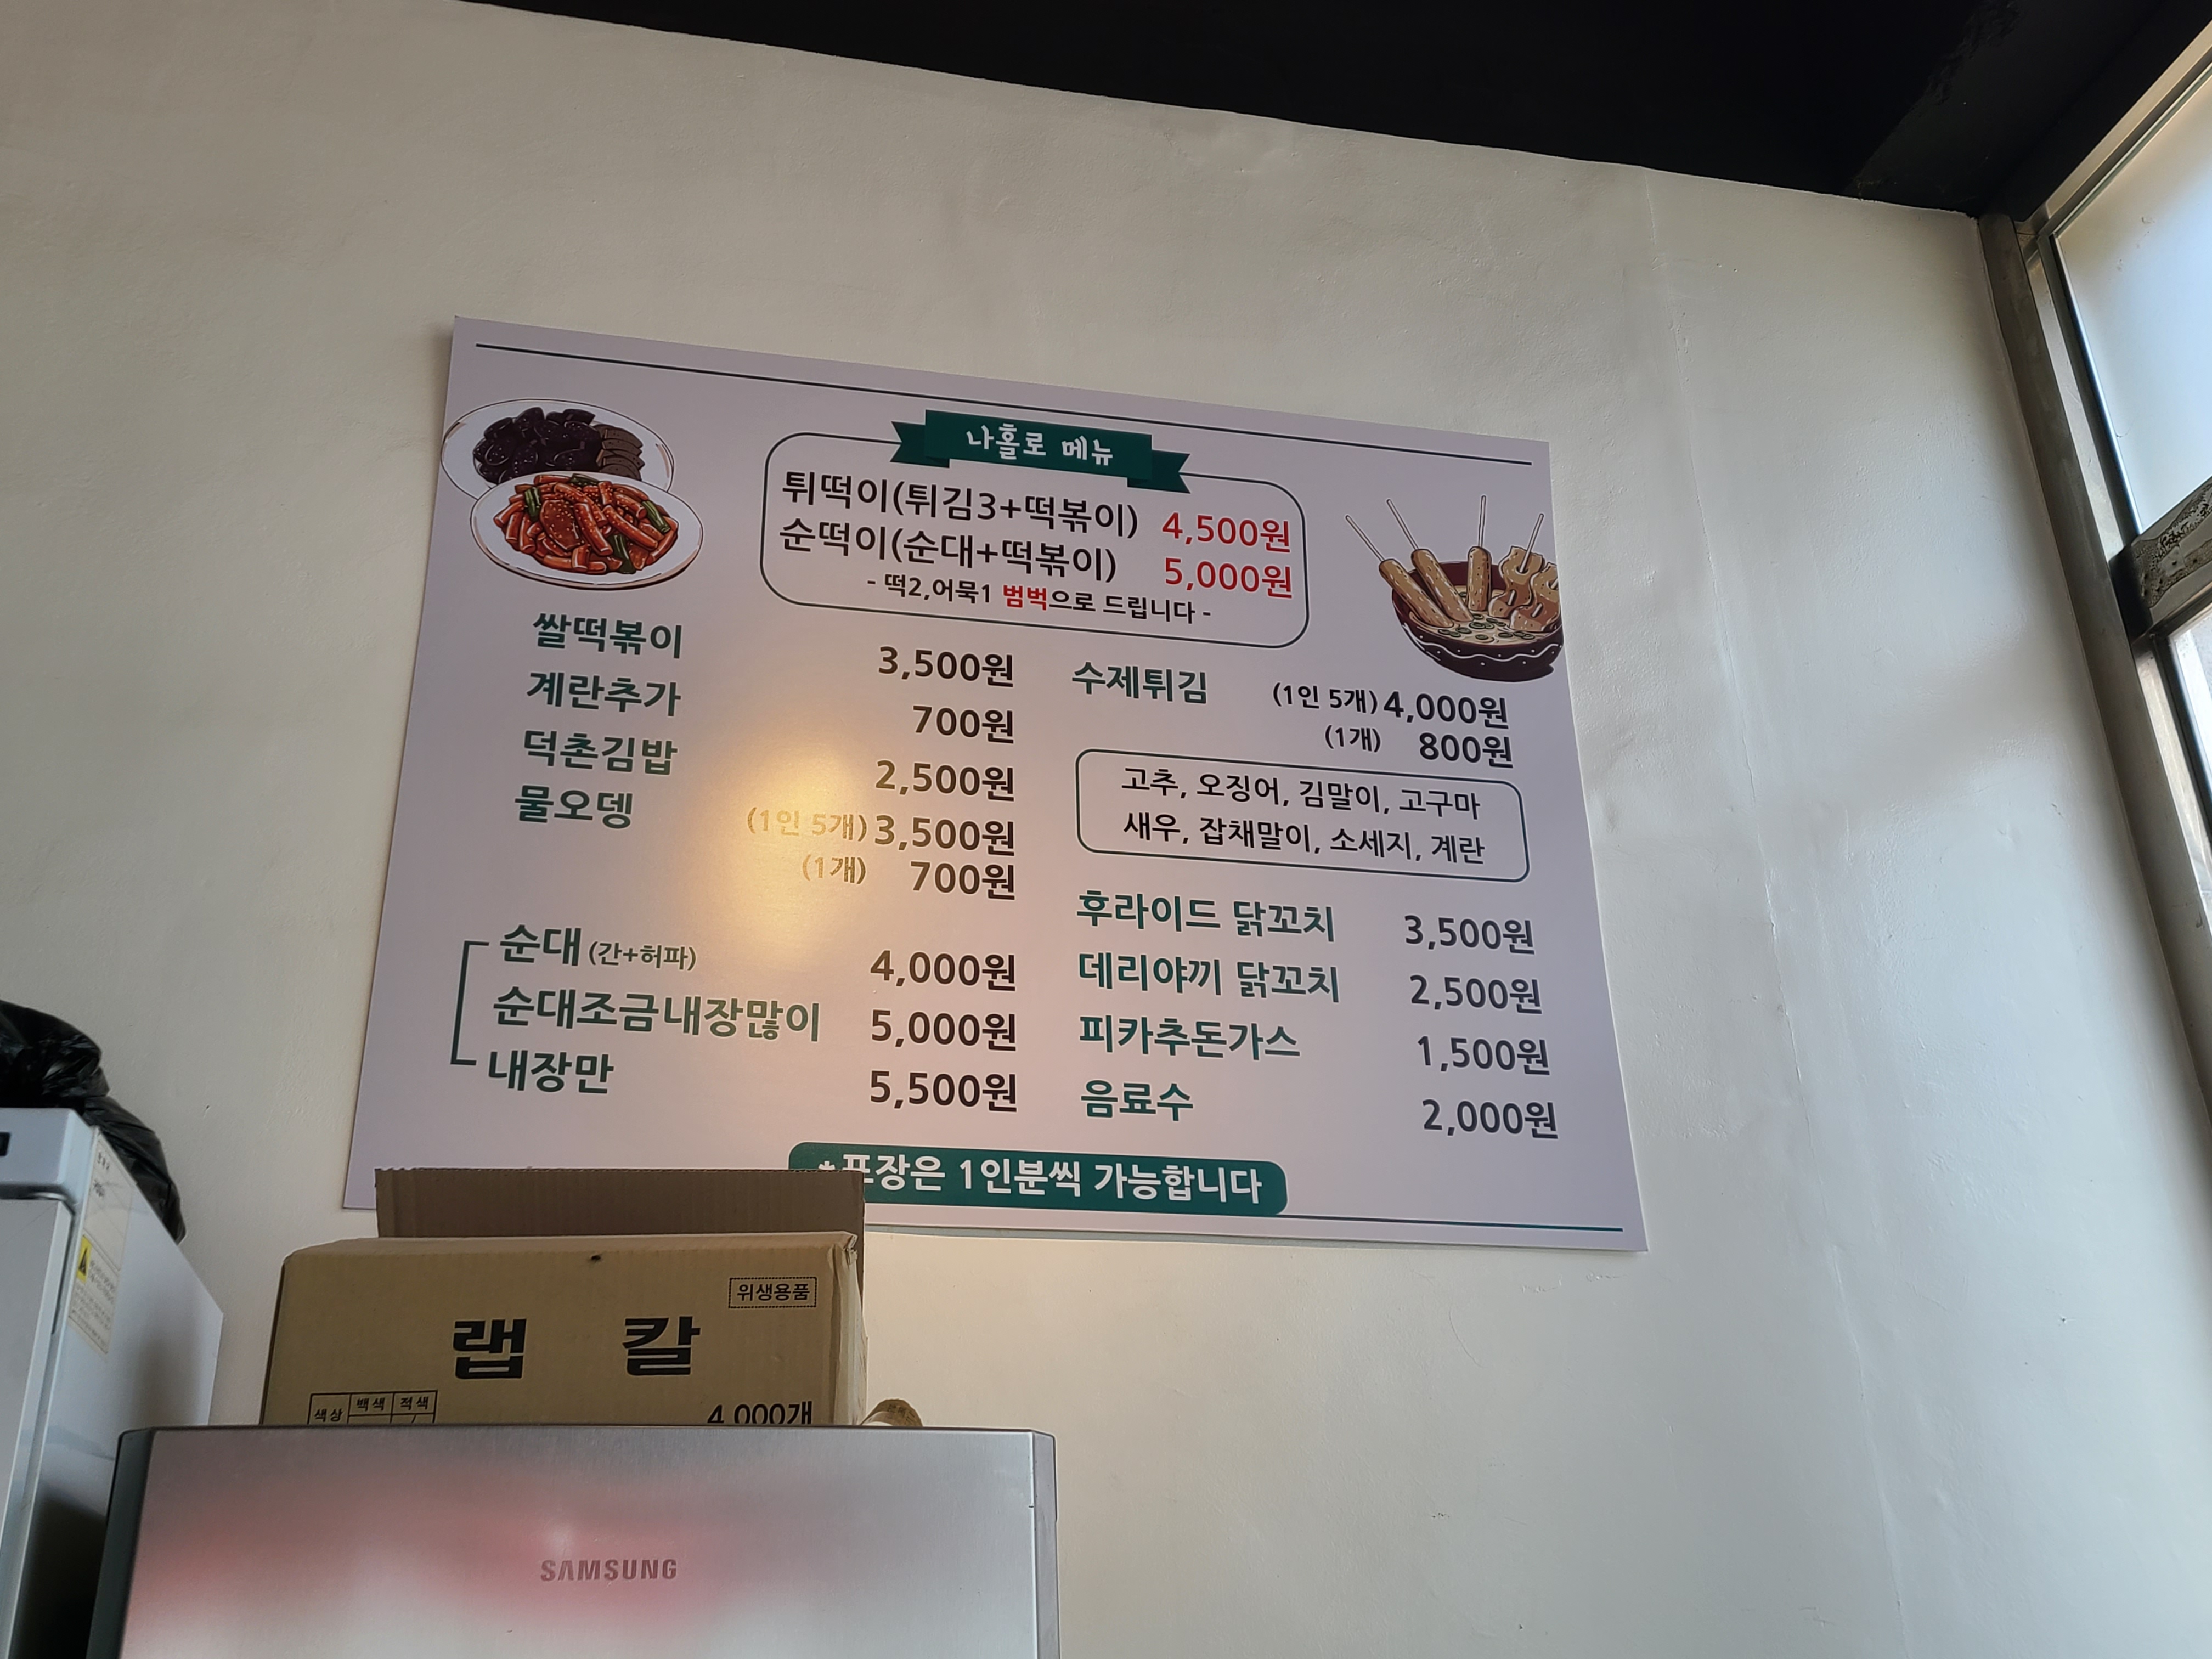 나홀로 메뉴
튀떡이(튀김3+떡볶이) 4,500원
순떡이(순대+떡볶이) 5,000원
- 떡2,어묵1 범벅으로 드립니다 -
쌀떡볶이 3,500원
계란추가 700원
덕촌김밥 2,500원
물오뎅 (1인 5개) 3,500원
(1개) 700원
순대 (간+허파) 4,000원
순대조금내장많이 5,000원
내장만 5,500원
수제튀김 (1인 5개) 4,000원
(1개) 800원
고추, 오징어, 김말이, 고구마
새우, 잡채말이, 소세지, 계란
후라이드 닭꼬치 3,500원
데리야끼 닭꼬치 2,500원
피카추돈가스 1,500원
음료수 2,000원
*포장은 1인분씩 가능합니다
위생용품
랩 칼
색상 백색 적색
4,000개
SAMSUNG